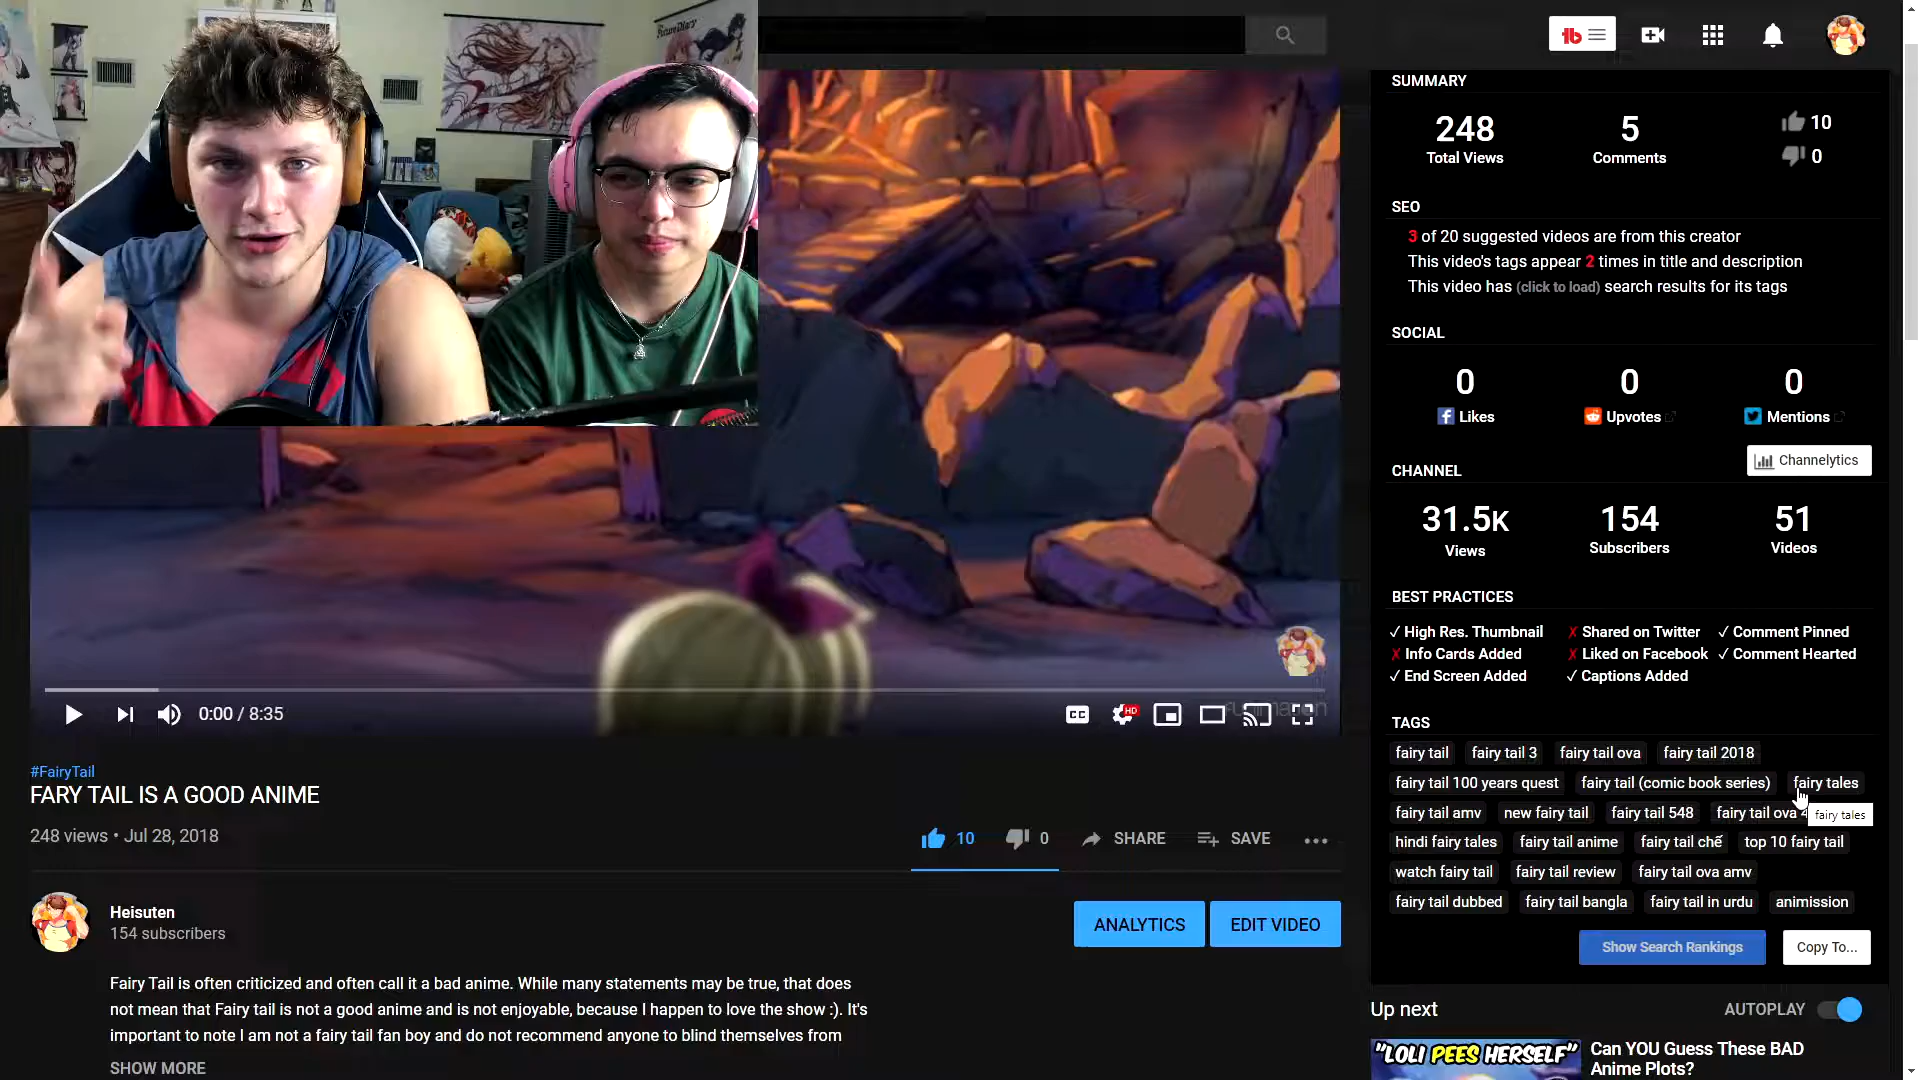 PictureDiary
tb
SUMMARY
248
Total Views
5
Comments
10
0
SEO
3 of 20 suggested videos are from this creator
This video's tags appear 2 times in title and description
This video has (click to load) search results for its tags
SOCIAL
0
Likes
0
Upvotes
0
Mentions
CHANNEL
Channelytics
31.5K
Views
154
Subscribers
51
Videos
BEST PRACTICES
✓ High Res. Thumbnail ✗ Shared on Twitter ✓ Comment Pinned
✗ Info Cards Added ✗ Liked on Facebook ✓ Comment Hearted
✓ End Screen Added ✓ Captions Added
TAGS
fairy tail fairy tail 3 fairy tail ova fairy tail 2018
fairy tail 100 years quest fairy tail (comic book series) fairy tales
fairy tail amv new fairy tail fairy tail 548 fairy tail ova 4
fairy tales
hindi fairy tales fairy tail anime fairy tail chế top 10 fairy tail
watch fairy tail fairy tail review fairy tail ova amv
fairy tail dubbed fairy tail bangla fairy tail in urdu animission
Show Search Rankings Copy To...
Up next AUTOPLAY
"LOLI PEES HERSELF"
Can YOU Guess These BAD
Anime Plots?
FUNIMATION
0:00 / 8:35
CC
HD
#FairyTail
FARY TAIL IS A GOOD ANIME
248 views • Jul 28, 2018
10 0 SHARE SAVE ...
Heisuten
154 subscribers
ANALYTICS EDIT VIDEO
Fairy Tail is often criticized and often call it a bad anime. While many statements may be true, that does
not mean that Fairy tail is not a good anime and is not enjoyable, because I happen to love the show :). It's
important to note I am not a fairy tail fan boy and do not recommend anyone to blind themselves from
SHOW MORE